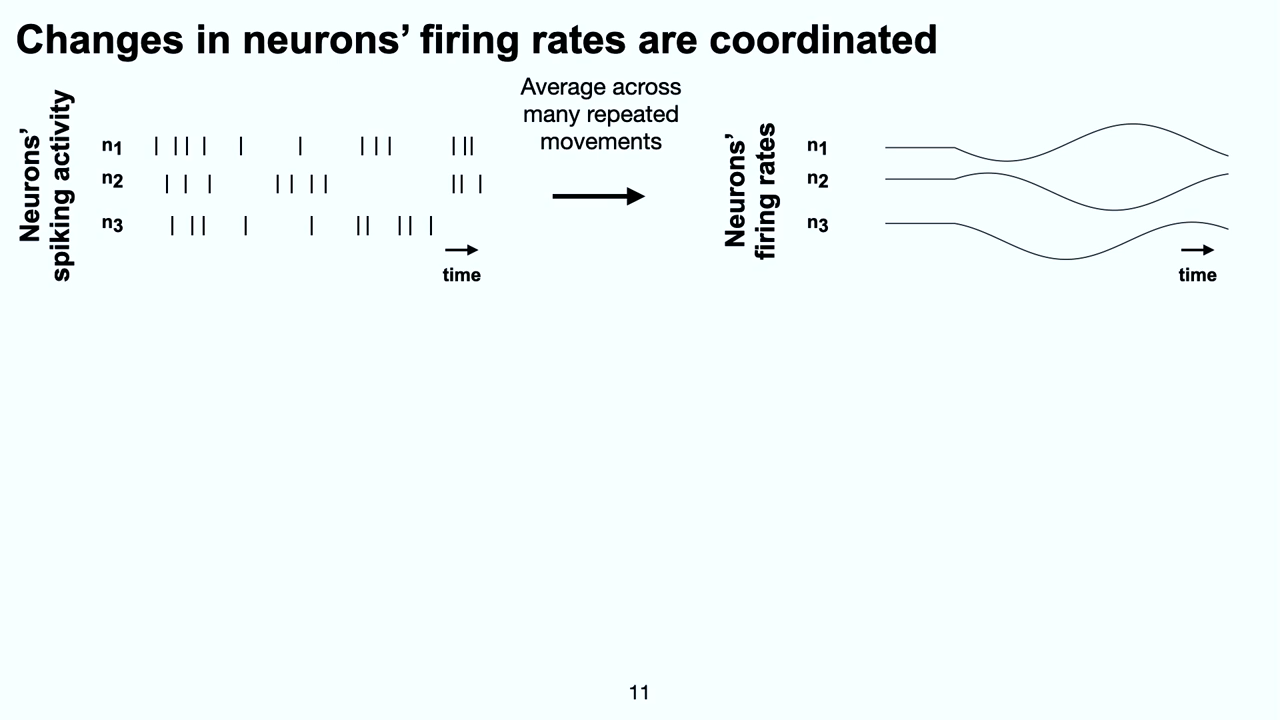 Changes in neurons’ firing rates are coordinated
Neurons’
spiking activity
n1
n2
n3
time
Average across
many repeated
movements
Neurons’
firing rates
n1
n2
n3
time
11